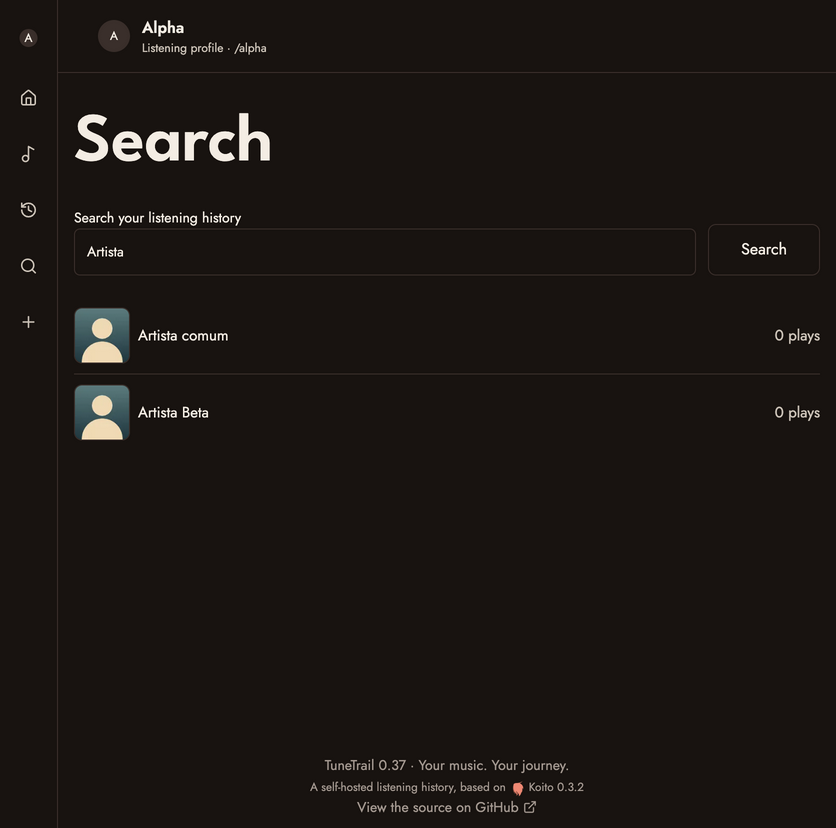 A
A
Alpha
Listening profile · /alpha
Search
Search your listening history
Artista
Search
Artista comum
0 plays
Artista Beta
0 plays
TuneTrail 0.37 · Your music. Your journey.
A self-hosted listening history, based on Koito 0.3.2
View the source on GitHub